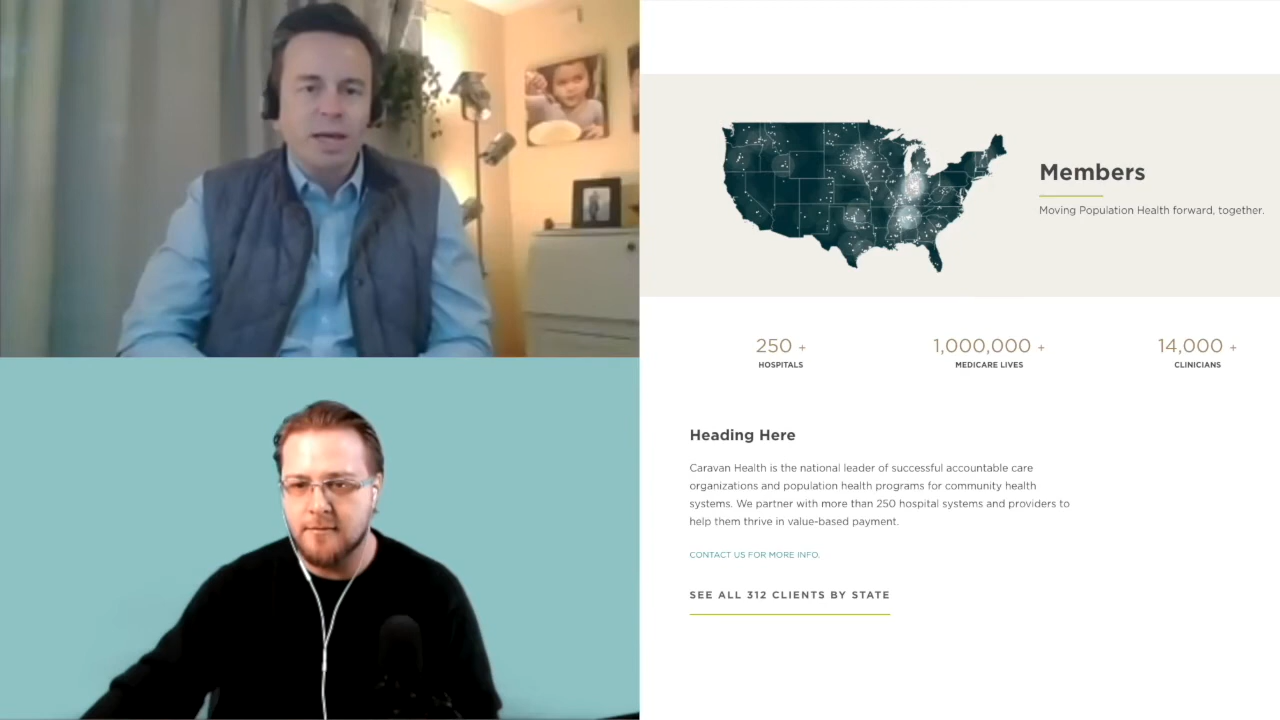 Members
Moving Population Health forward, together.
250 +
HOSPITALS
1,000,000 +
MEDICARE LIVES
14,000 +
CLINICIANS
Heading Here
Caravan Health is the national leader of successful accountable care
organizations and population health programs for community health
systems. We partner with more than 250 hospital systems and providers to
help them thrive in value-based payment.
CONTACT US FOR MORE INFO.
SEE ALL 312 CLIENTS BY STATE